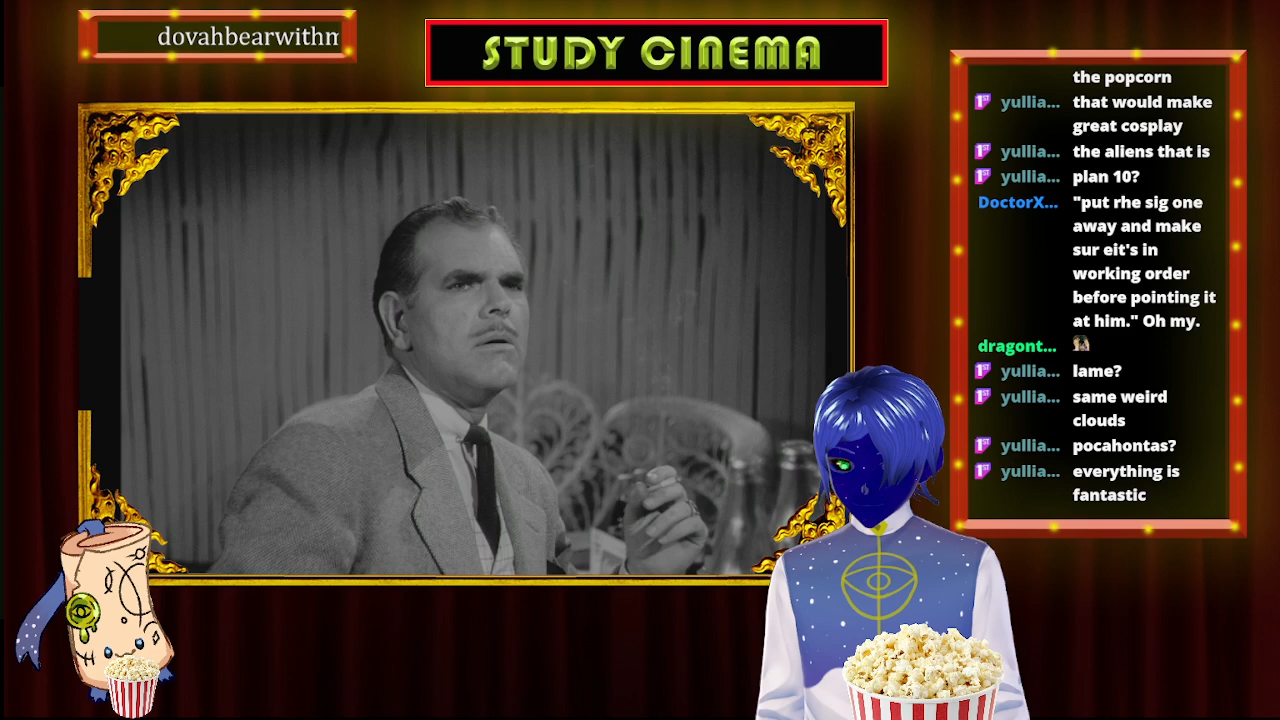 dovahbearwithm
STUDY CINEMA
the popcorn
yullia... that would make
great cosplay
yullia... the aliens that is
yullia... plan 10?
DoctorX... "put rhe sig one
away and make
sur eit's in
working order
before pointing it
at him." Oh my.
dragont...
yullia... lame?
yullia... same weird
clouds
yullia... pocahontas?
yullia... everything is
fantastic